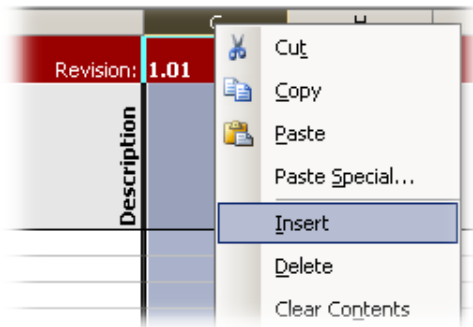 G H
Revision: 1.01
Description
Cut
Copy
Paste
Paste Special...
Insert
Delete
Clear Contents